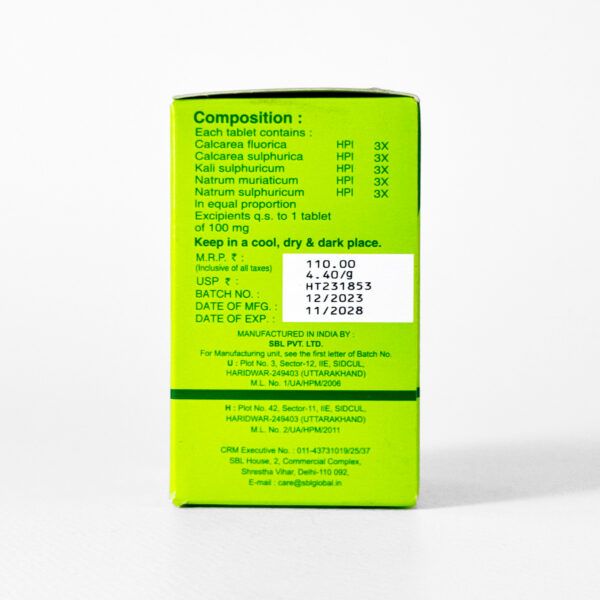 Composition :
Each tablet contains :
Calcarea fluorica HPI 3X
Calcarea sulphurica HPI 3X
Kali sulphuricum HPI 3X
Natrum muriaticum HPI 3X
Natrum sulphuricum HPI 3X
In equal proportion
Excipients q.s. to 1 tablet
of 100 mg
Keep in a cool, dry & dark place.
M.R.P. ₹ : 110.00
(Inclusive of all taxes)
USP ₹ : 4.40/g
BATCH NO. : HT231853
DATE OF MFG. : 12/2023
DATE OF EXP. : 11/2028
MANUFACTURED IN INDIA BY :
SBL PVT. LTD.
For Manufacturing unit, see the first letter of Batch No.
U : Plot No. 3, Sector-12, IIE, SIDCUL,
HARIDWAR-249403 (UTTARAKHAND)
M.L. No. 1/UA/HPM/2006
H : Plot No. 42, Sector-11, IIE, SIDCUL,
HARIDWAR-249403 (UTTARAKHAND)
M.L. No. 2/UA/HPM/2011
CRM Executive No. : 011-43731019/25/37
SBL House, 2, Commercial Complex,
Shrestha Vihar, Delhi-110 092,
E-mail : care@sblglobal.in